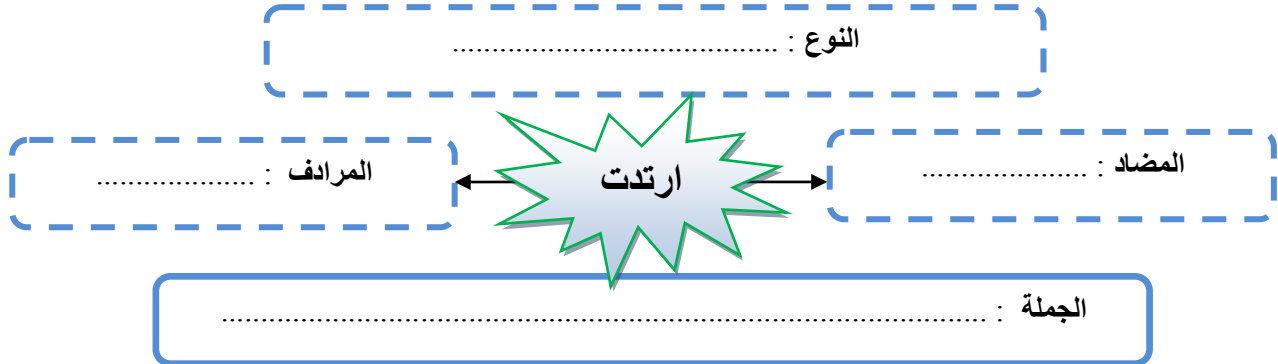 النوع : ......................................
المضاد : .....................
المرادف : ....................
ارتدت
الجملة : .........................................................................................